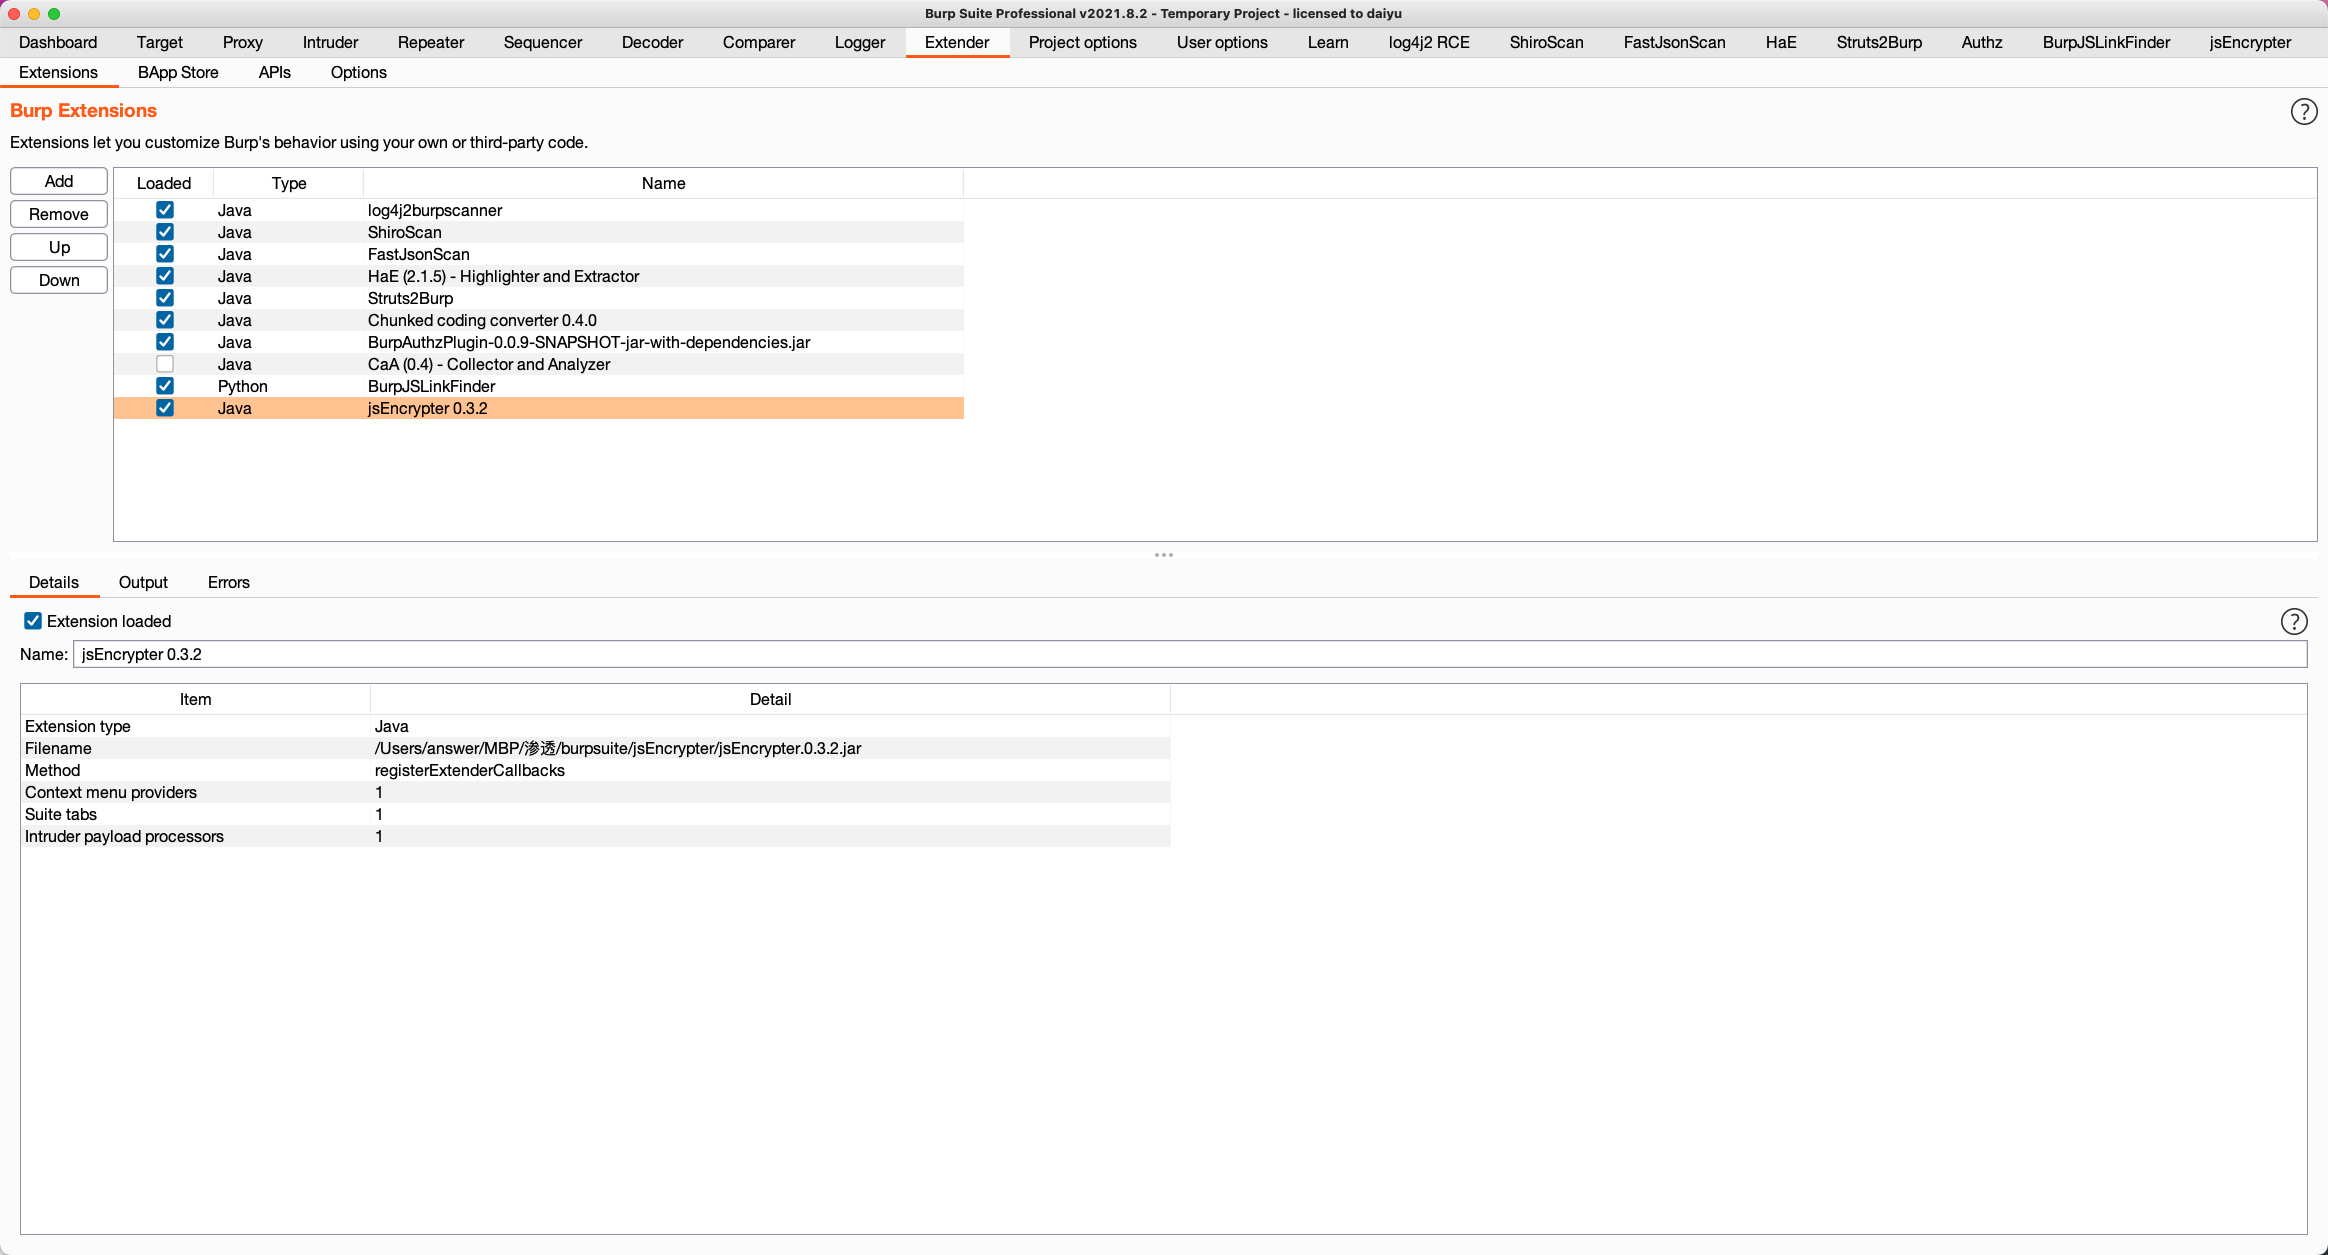 Burp Suite Professional v2021.8.2 - Temporary Project - licensed to daiyu
Dashboard Target Proxy Intruder Repeater Sequencer Decoder Comparer Logger Extender Project options User options Learn log4j2 RCE ShiroScan FastJsonScan HaE Struts2Burp Authz BurpJSLinkFinder jsEncrypter
Extensions BApp Store APIs Options
Burp Extensions
?
Extensions let you customize Burp's behavior using your own or third-party code.
Add
Remove
Up
Down
Loaded Type Name
Java log4j2burpscanner
Java ShiroScan
Java FastJsonScan
Java HaE (2.1.5) - Highlighter and Extractor
Java Struts2Burp
Java Chunked coding converter 0.4.0
Java BurpAuthzPlugin-0.0.9-SNAPSHOT-jar-with-dependencies.jar
Java CaA (0.4) - Collector and Analyzer
Python BurpJSLinkFinder
Java jsEncrypter 0.3.2
Details Output Errors
Extension loaded
?
Name: jsEncrypter 0.3.2
Item Detail
Extension type Java
Filename /Users/answer/MBP/渗透/burpsuite/jsEncrypter/jsEncrypter.0.3.2.jar
Method registerExtenderCallbacks
Context menu providers 1
Suite tabs 1
Intruder payload processors 1